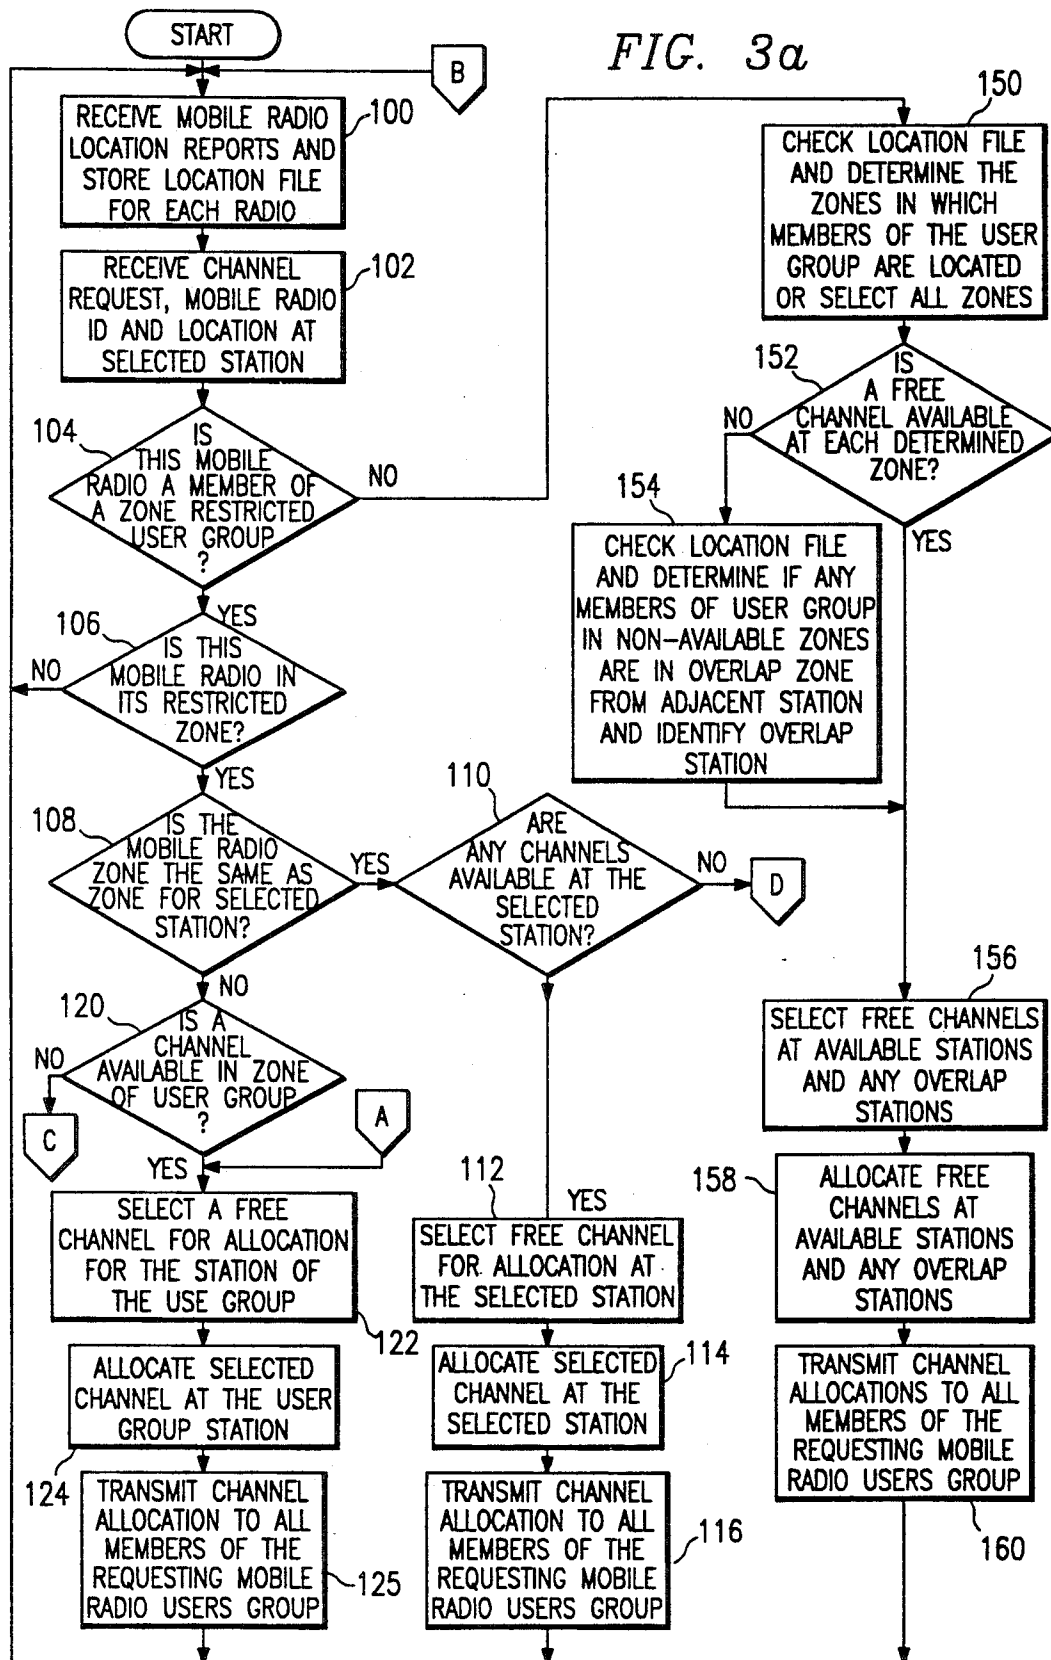 START
FIG. 3a
B
RECEIVE MOBILE RADIO
LOCATION REPORTS AND
STORE LOCATION FILE
FOR EACH RADIO
100
RECEIVE CHANNEL
REQUEST, MOBILE RADIO
ID AND LOCATION AT
SELECTED STATION
102
104
IS
THIS MOBILE
RADIO A MEMBER OF
A ZONE RESTRICTED
USER GROUP
?
NO
YES
106
IS THIS
MOBILE RADIO IN
ITS RESTRICTED
ZONE?
NO
YES
108
IS THE
MOBILE RADIO
ZONE THE SAME AS
ZONE FOR SELECTED
STATION?
YES
NO
110
ARE
ANY CHANNELS
AVAILABLE AT THE
SELECTED
STATION?
NO
D
120
IS A
CHANNEL
AVAILABLE IN ZONE
OF USER GROUP
?
NO
C
A
YES
SELECT A FREE
CHANNEL FOR ALLOCATION
FOR THE STATION OF
THE USE GROUP
122
ALLOCATE SELECTED
CHANNEL AT THE USER
GROUP STATION
124
TRANSMIT CHANNEL
ALLOCATION TO ALL
MEMBERS OF THE
REQUESTING MOBILE
RADIO USERS GROUP
125
112
YES
SELECT FREE CHANNEL
FOR ALLOCATION AT
THE SELECTED STATION
ALLOCATE SELECTED
CHANNEL AT THE
SELECTED STATION
114
TRANSMIT CHANNEL
ALLOCATION TO ALL
MEMBERS OF THE
REQUESTING MOBILE
RADIO USERS GROUP
116
150
CHECK LOCATION FILE
AND DETERMINE THE
ZONES IN WHICH
MEMBERS OF THE USER
GROUP ARE LOCATED
OR SELECT ALL ZONES
152
IS
A FREE
CHANNEL AVAILABLE
AT EACH DETERMINED
ZONE?
NO
YES
154
CHECK LOCATION FILE
AND DETERMINE IF ANY
MEMBERS OF USER GROUP
IN NON-AVAILABLE ZONES
ARE IN OVERLAP ZONE
FROM ADJACENT STATION
AND IDENTIFY OVERLAP
STATION
156
SELECT FREE CHANNELS
AT AVAILABLE STATIONS
AND ANY OVERLAP
STATIONS
158
ALLOCATE FREE
CHANNELS AT
AVAILABLE STATIONS
AND ANY OVERLAP
STATIONS
TRANSMIT CHANNEL
ALLOCATIONS TO ALL
MEMBERS OF THE
REQUESTING MOBILE
RADIO USERS GROUP
160